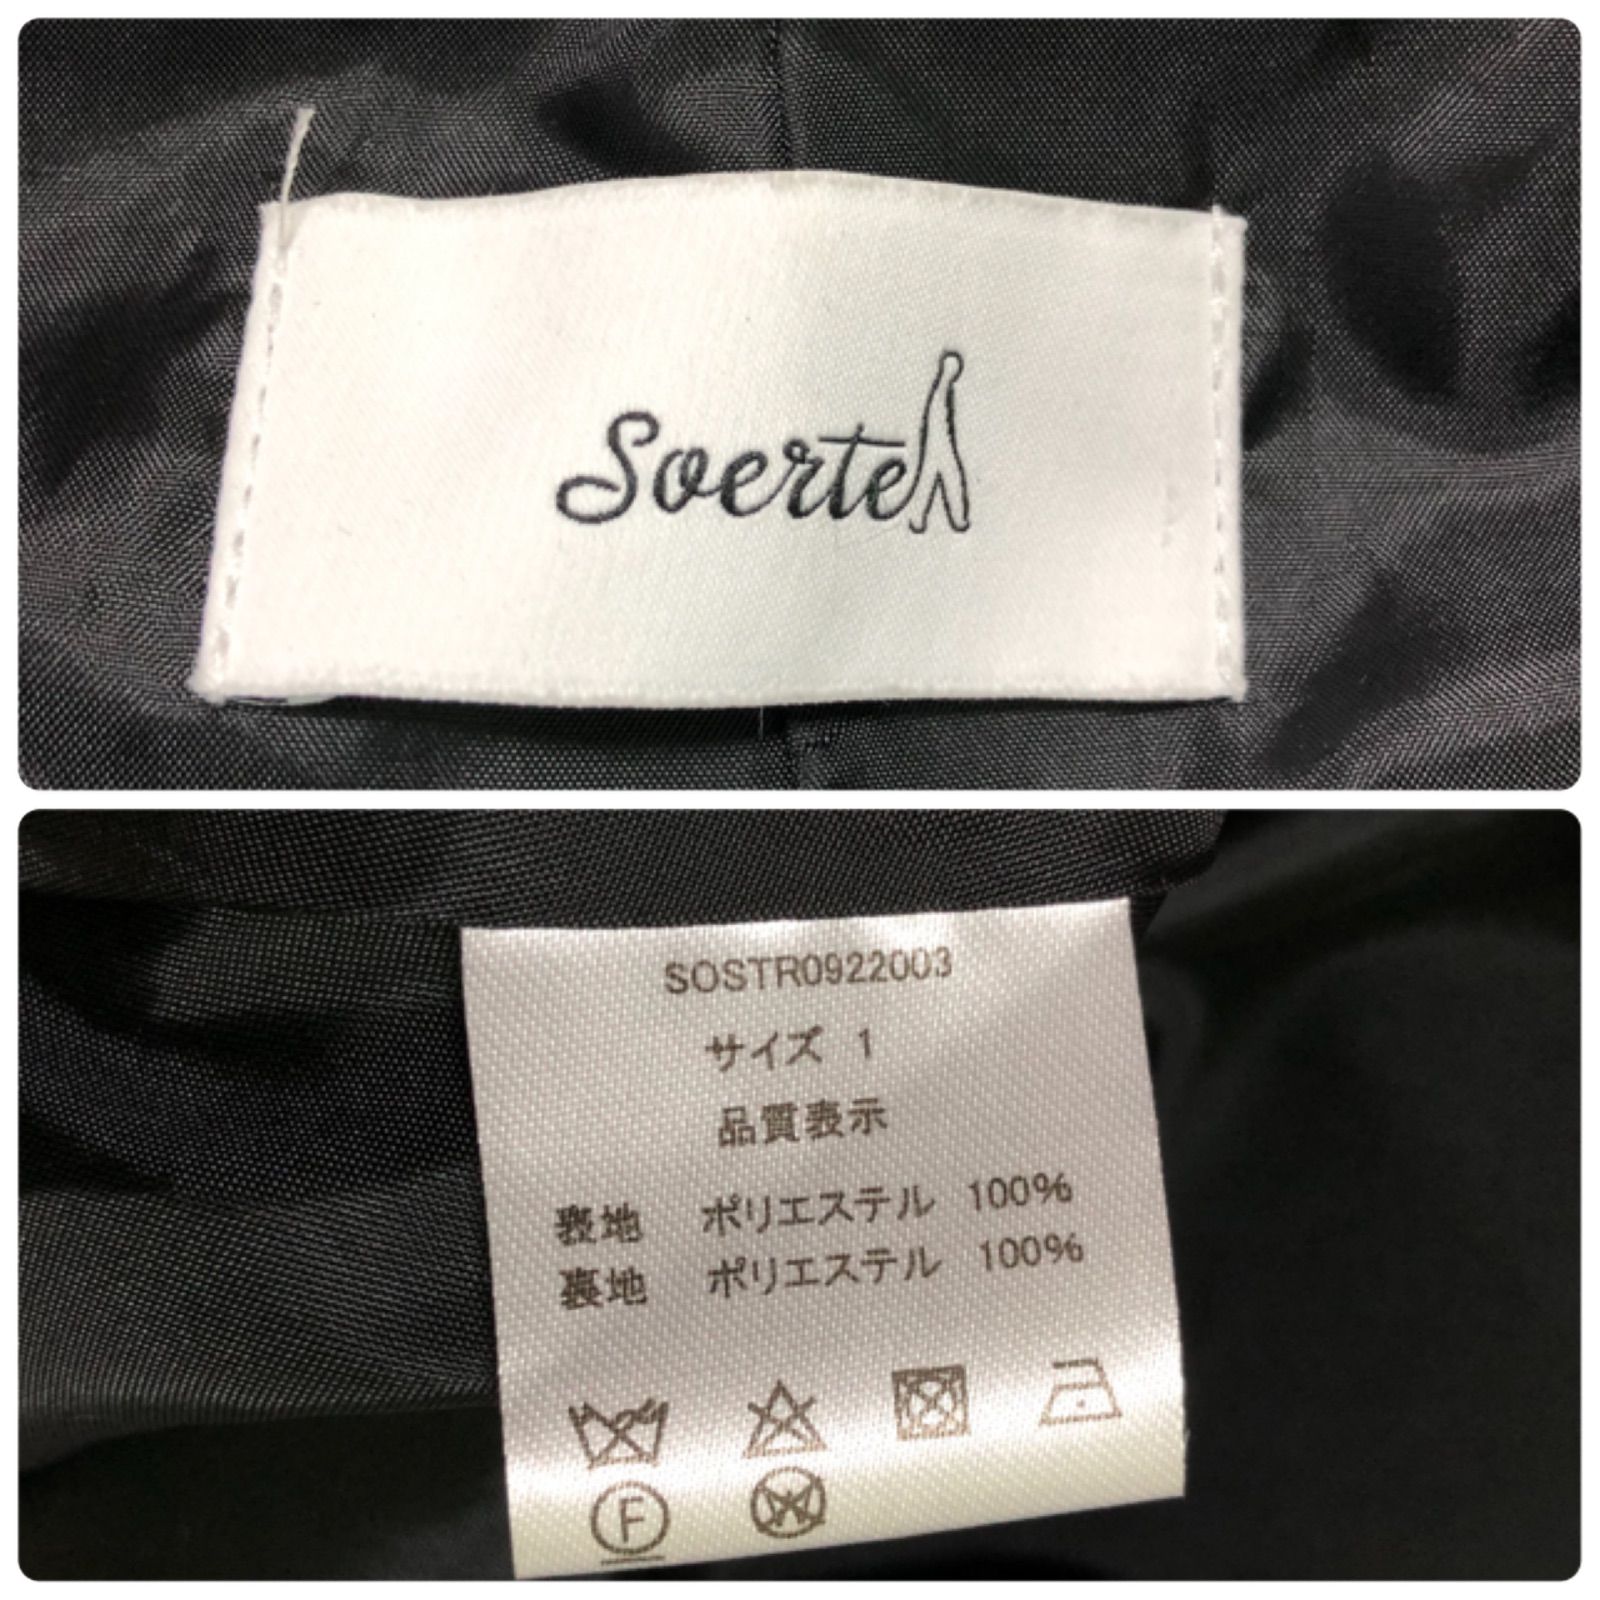 Soerte
SOSTR0922003
サイズ 1
品質表示
表地 ポリエステル 100%
裏地 ポリエステル 100%
F
W